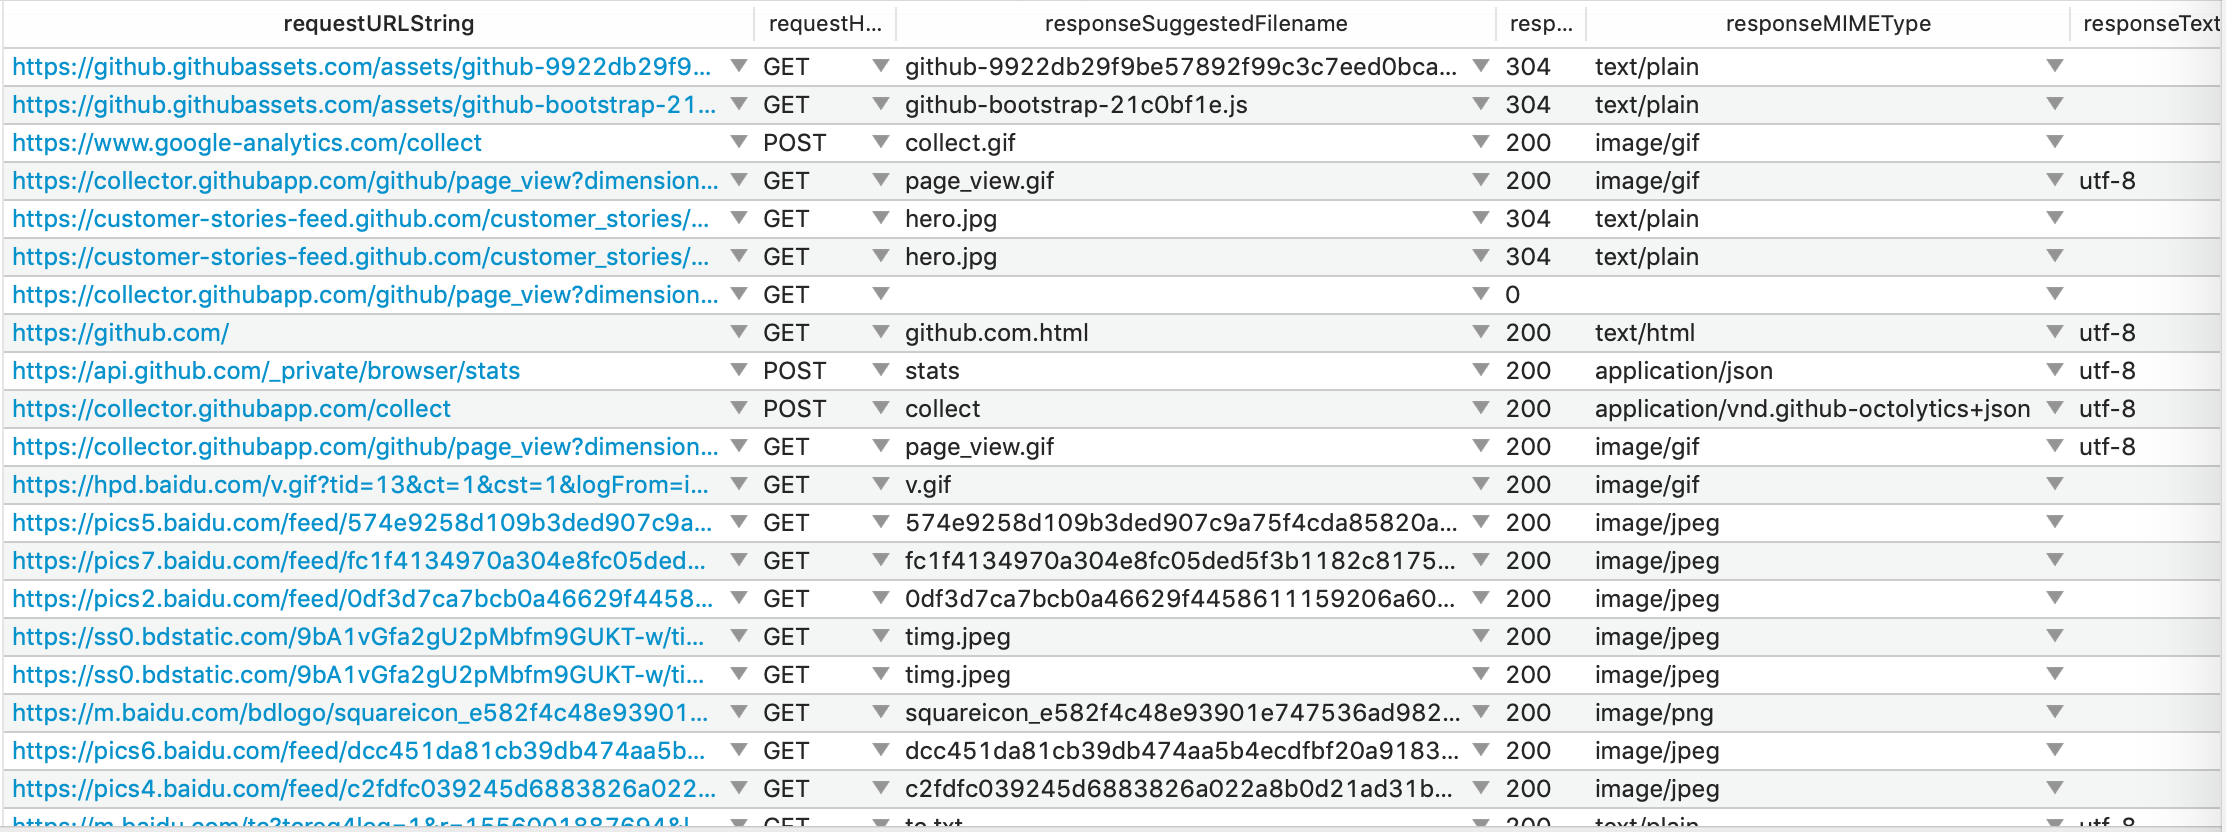 requestURLString requestH... responseSuggestedFilename resp... responseMIMEType responseText
https://github.githubassets.com/assets/github-9922db29f9... GET github-9922db29f9be57892f99c3c7eed0bca... 304 text/plain
https://github.githubassets.com/assets/github-bootstrap-21... GET github-bootstrap-21c0bf1e.js 304 text/plain
https://www.google-analytics.com/collect POST collect.gif 200 image/gif
https://collector.githubapp.com/github/page_view?dimension... GET page_view.gif 200 image/gif utf-8
https://customer-stories-feed.github.com/customer_stories/... GET hero.jpg 304 text/plain
https://customer-stories-feed.github.com/customer_stories/... GET hero.jpg 304 text/plain
https://collector.githubapp.com/github/page_view?dimension... GET 0
https://github.com/ GET github.com.html 200 text/html utf-8
https://api.github.com/_private/browser/stats POST stats 200 application/json utf-8
https://collector.githubapp.com/collect POST collect 200 application/vnd.github-octolytics+json utf-8
https://collector.githubapp.com/github/page_view?dimension... GET page_view.gif 200 image/gif utf-8
https://hpd.baidu.com/v.gif?tid=13&ct=1&cst=1&logFrom=i... GET v.gif 200 image/gif
https://pics5.baidu.com/feed/574e9258d109b3ded907c9a... GET 574e9258d109b3ded907c9a75f4cda85820a... 200 image/jpeg
https://pics7.baidu.com/feed/fc1f4134970a304e8fc05ded... GET fc1f4134970a304e8fc05ded5f3b1182c8175... 200 image/jpeg
https://pics2.baidu.com/feed/0df3d7ca7bcb0a46629f4458... GET 0df3d7ca7bcb0a46629f4458611159206a60... 200 image/jpeg
https://ss0.bdstatic.com/9bA1vGfa2gU2pMbfm9GUKT-w/ti... GET timg.jpeg 200 image/jpeg
https://ss0.bdstatic.com/9bA1vGfa2gU2pMbfm9GUKT-w/ti... GET timg.jpeg 200 image/jpeg
https://m.baidu.com/bdlogo/squareicon_e582f4c48e93901... GET squareicon_e582f4c48e93901e747536ad982... 200 image/png
https://pics6.baidu.com/feed/dcc451da81cb39db474aa5b... GET dcc451da81cb39db474aa5b4ecdfbf20a9183... 200 image/jpeg
https://pics4.baidu.com/feed/c2fdfc039245d6883826a022... GET c2fdfc039245d6883826a022a8b0d21ad31b... 200 image/jpeg
GET 200 text/plain utf-8